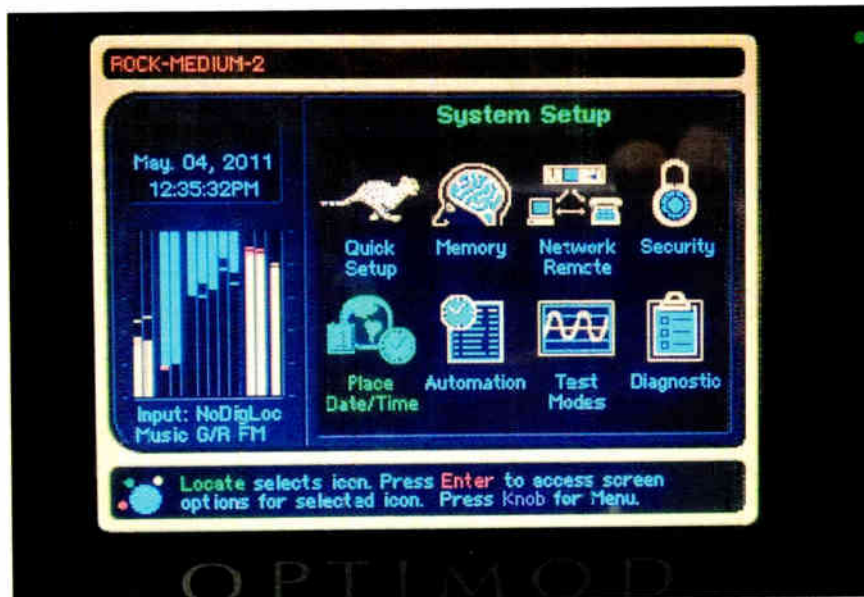 ROCK-MEDIUM-2
System Setup
May. 04, 2011
12:35:32PM
Quick
Setup
Memory
Network
Remote
Security
Place
Date/Time
Automation
Test
Modes
Diagnostic
Input: NoDigLoc
Music G/R FM
Locate selects icon. Press Enter to access screen
options for selected icon. Press Knob for Menu.
OPTIMOD